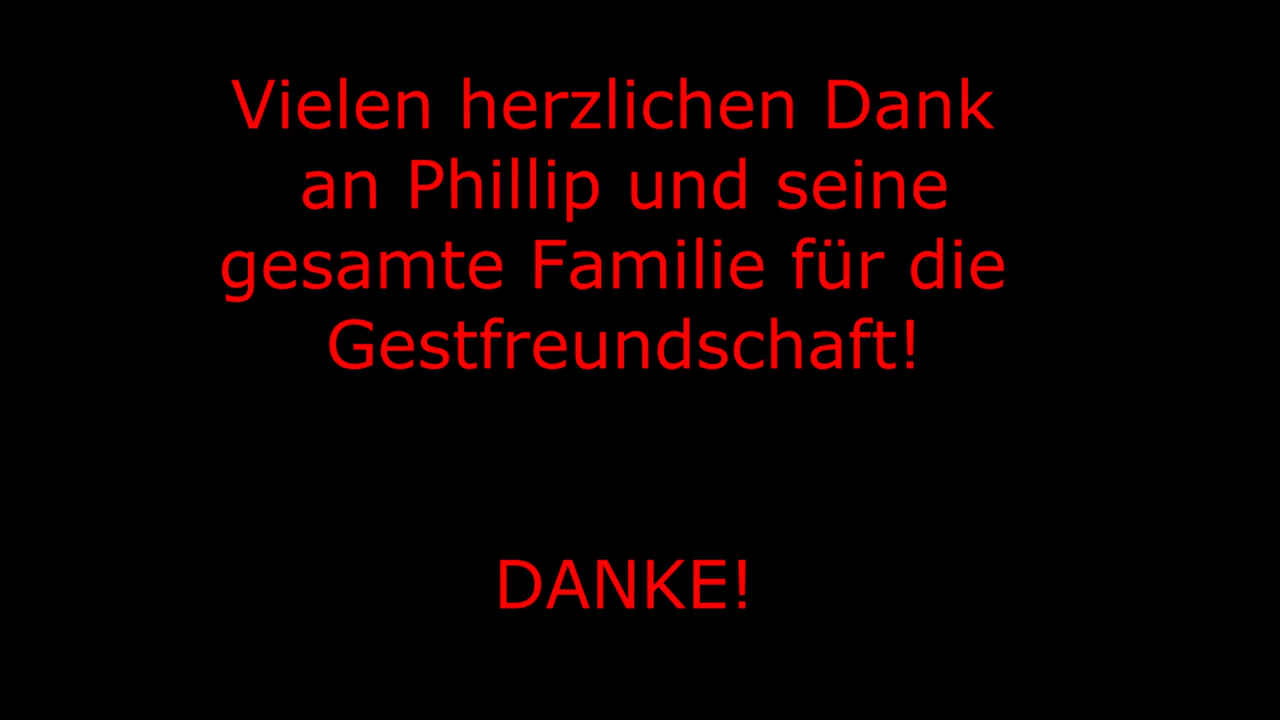 Vielen herzlichen Dank
an Phillip und seine
gesamte Familie für die
Gestfreundschaft!
DANKE!